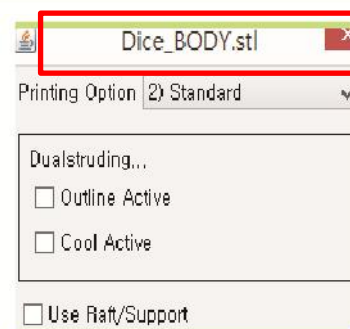 Dice_BODY.stl
Printing Option 2) Standard
Dualstruding...
Outline Active
Cool Active
Use Raft/Support